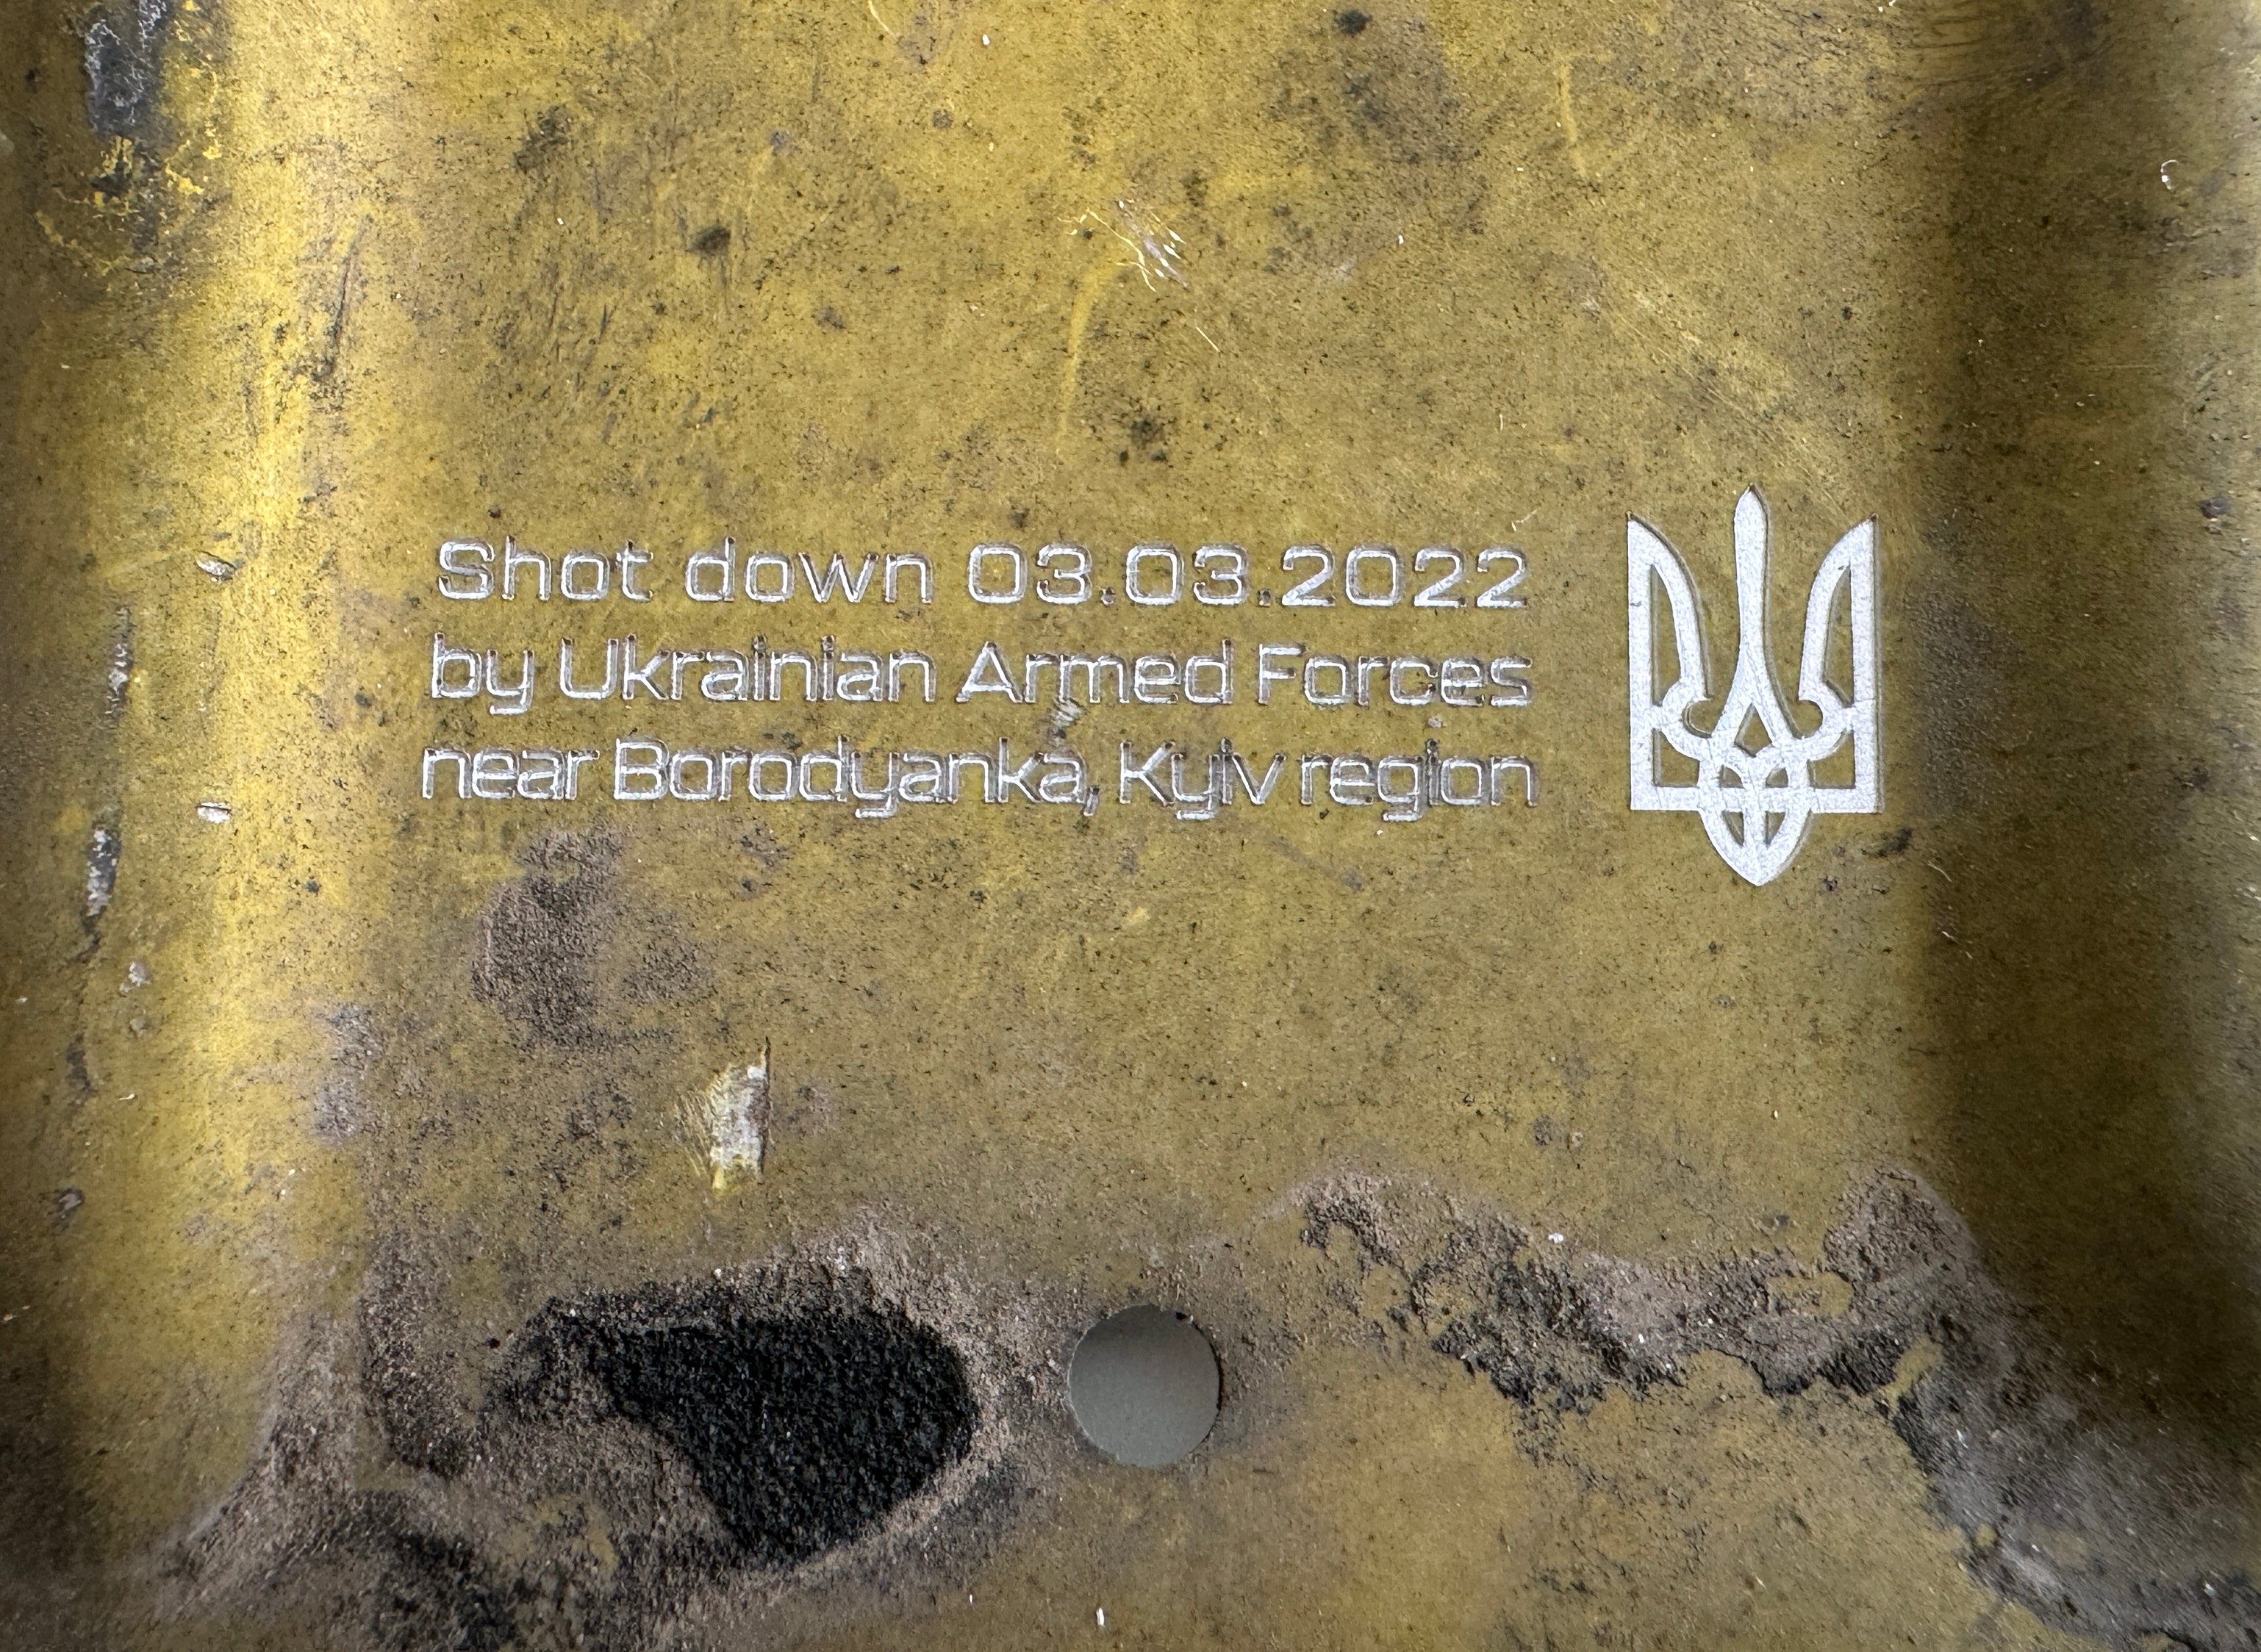 Shot down 03.03.2022
by Ukrainian Armed Forces
near Borodyanka, Kyiv region